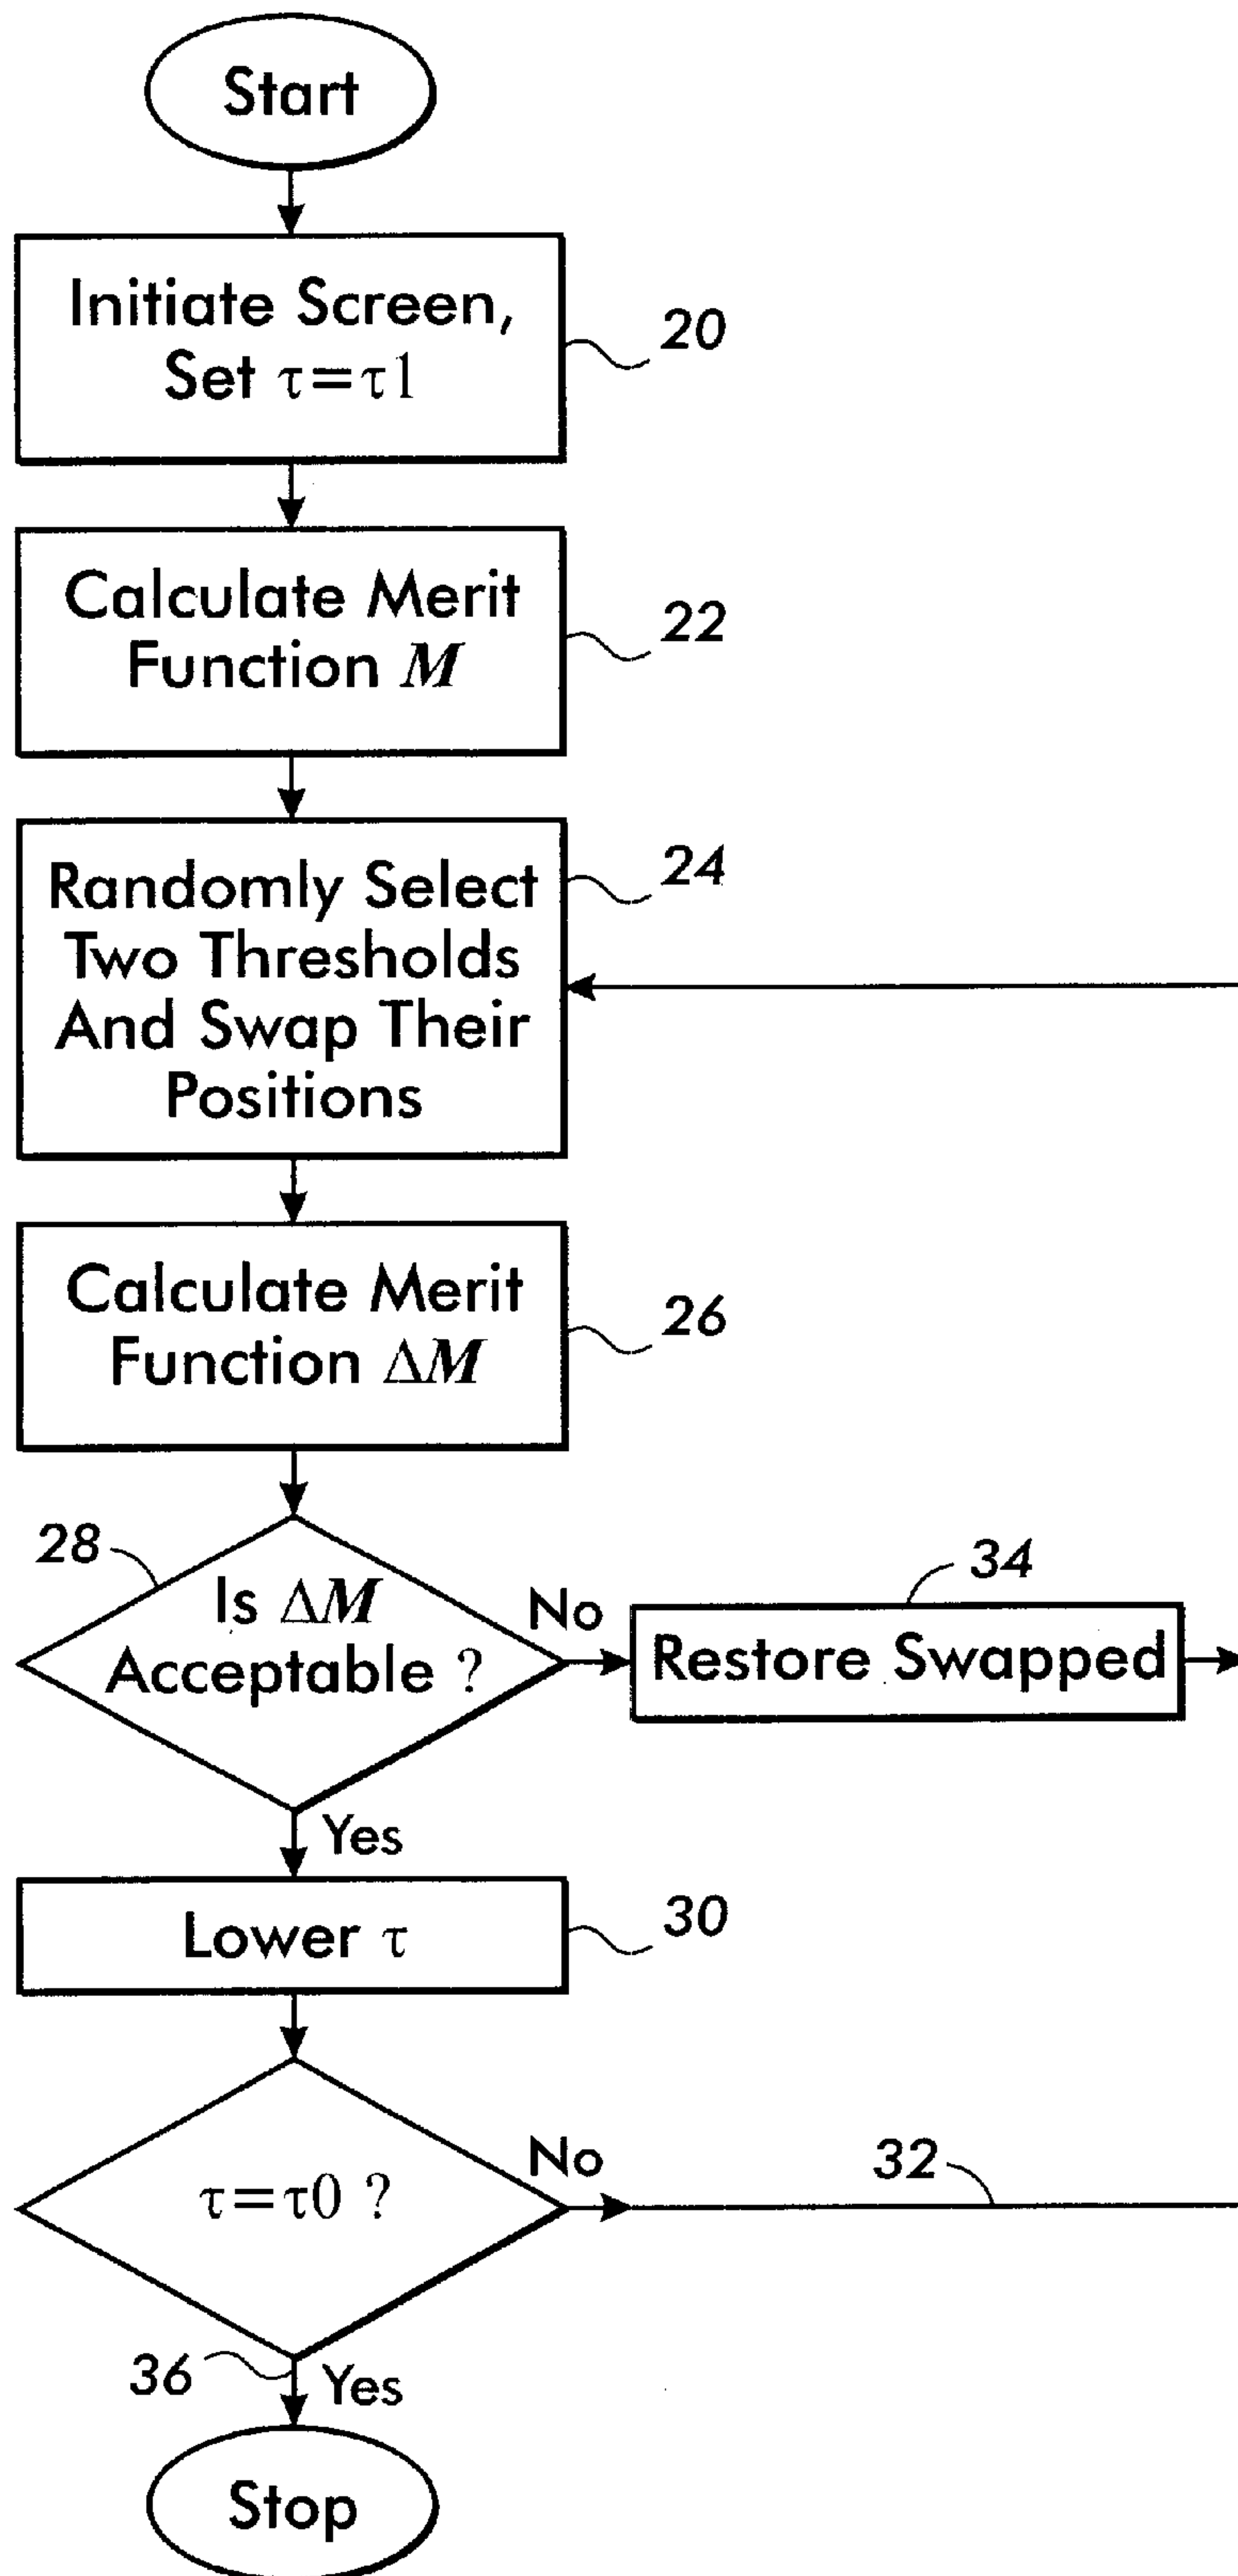 Start
Initiate Screen,
Set τ=τ1
20
Calculate Merit
Function M
22
Randomly Select
Two Thresholds
And Swap Their
Positions
24
Calculate Merit
Function ΔM
26
28
Is ΔM
Acceptable ?
No
34
Restore Swapped
Yes
Lower τ
30
τ=τ0 ?
No
32
36
Yes
Stop